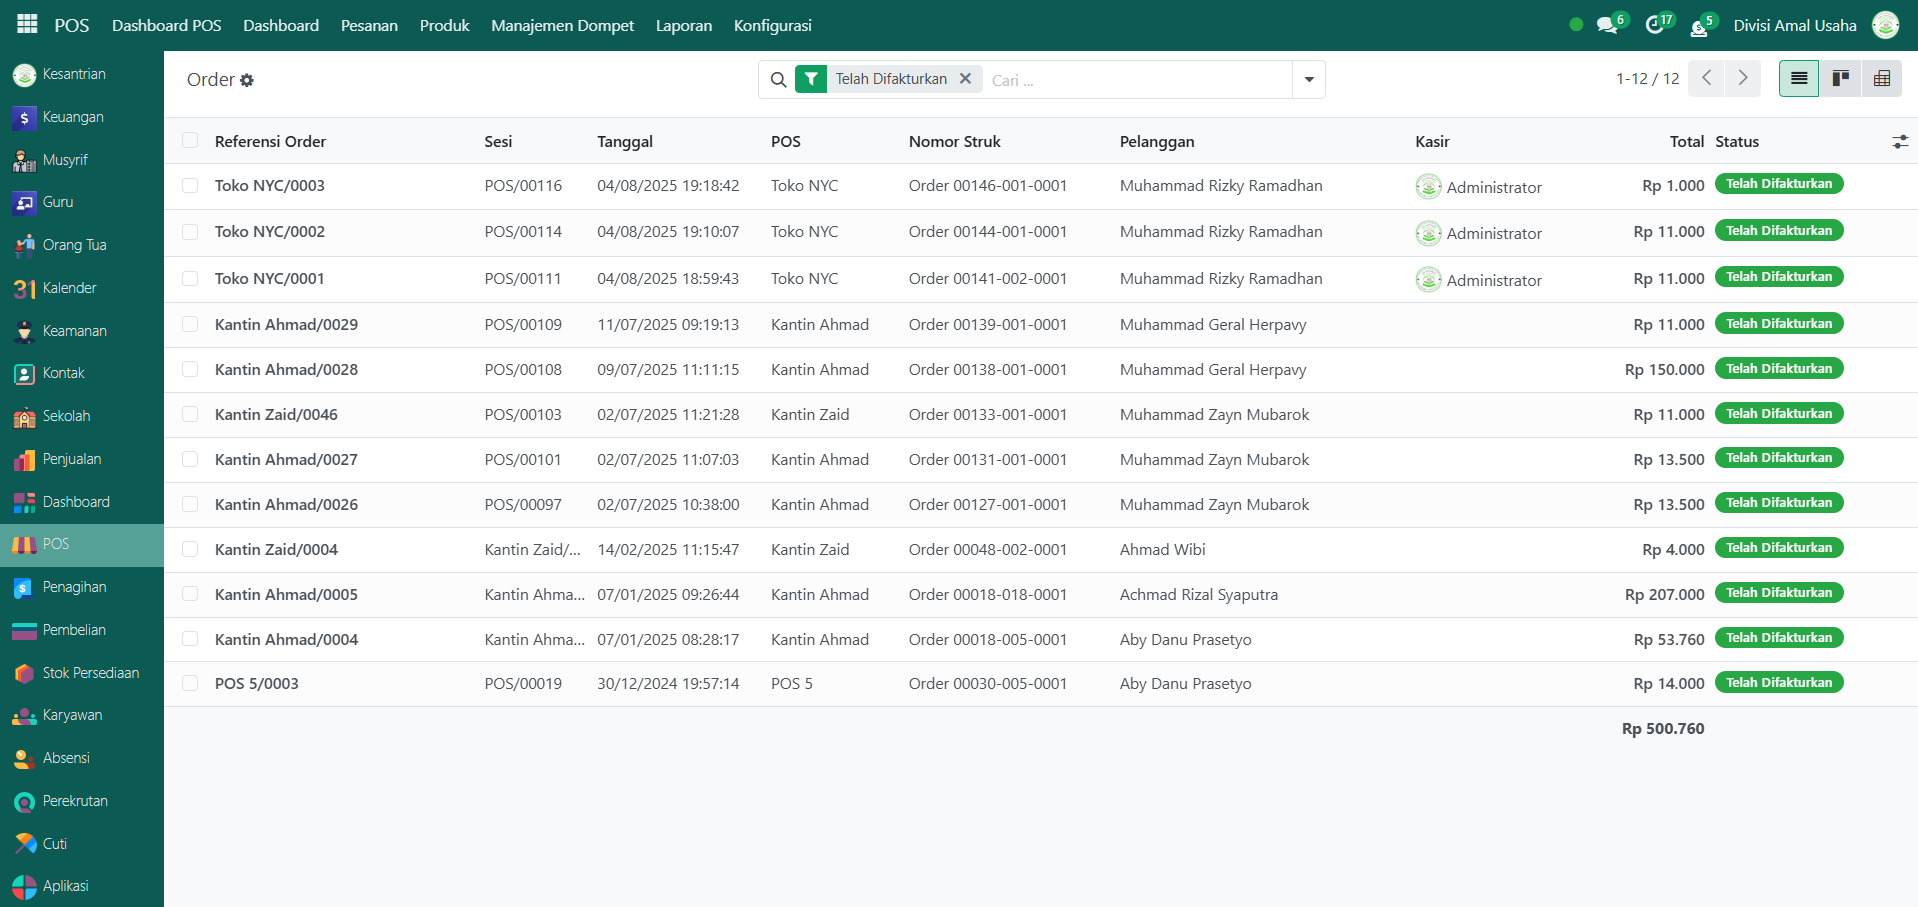 POS Dashboard POS Dashboard Pesanan Produk Manajemen Dompet Laporan Konfigurasi 6 17 5 Divisi Amal Usaha
Kesantrian
Keuangan
Musyrif
Guru
Orang Tua
31 Kalender
Keamanan
Kontak
Sekolah
Penjualan
Dashboard
POS
Penagihan
Pembelian
Stok Persediaan
Karyawan
Absensi
Perekrutan
Cuti
Aplikasi
Order Telah Difakturkan Cari ... 1-12 / 12
Referensi Order Sesi Tanggal POS Nomor Struk Pelanggan Kasir Total Status
Toko NYC/0003 POS/00116 04/08/2025 19:18:42 Toko NYC Order 00146-001-0001 Muhammad Rizky Ramadhan Administrator Rp 1.000 Telah Difakturkan
Toko NYC/0002 POS/00114 04/08/2025 19:10:07 Toko NYC Order 00144-001-0001 Muhammad Rizky Ramadhan Administrator Rp 11.000 Telah Difakturkan
Toko NYC/0001 POS/00111 04/08/2025 18:59:43 Toko NYC Order 00141-002-0001 Muhammad Rizky Ramadhan Administrator Rp 11.000 Telah Difakturkan
Kantin Ahmad/0029 POS/00109 11/07/2025 09:19:13 Kantin Ahmad Order 00139-001-0001 Muhammad Geral Herpavy Rp 11.000 Telah Difakturkan
Kantin Ahmad/0028 POS/00108 09/07/2025 11:11:15 Kantin Ahmad Order 00138-001-0001 Muhammad Geral Herpavy Rp 150.000 Telah Difakturkan
Kantin Zaid/0046 POS/00103 02/07/2025 11:21:28 Kantin Zaid Order 00133-001-0001 Muhammad Zayn Mubarok Rp 11.000 Telah Difakturkan
Kantin Ahmad/0027 POS/00101 02/07/2025 11:07:03 Kantin Ahmad Order 00131-001-0001 Muhammad Zayn Mubarok Rp 13.500 Telah Difakturkan
Kantin Ahmad/0026 POS/00097 02/07/2025 10:38:00 Kantin Ahmad Order 00127-001-0001 Muhammad Zayn Mubarok Rp 13.500 Telah Difakturkan
Kantin Zaid/0004 Kantin Zaid/... 14/02/2025 11:15:47 Kantin Zaid Order 00048-002-0001 Ahmad Wibi Rp 4.000 Telah Difakturkan
Kantin Ahmad/0005 Kantin Ahma... 07/01/2025 09:26:44 Kantin Ahmad Order 00018-018-0001 Achmad Rizal Syaputra Rp 207.000 Telah Difakturkan
Kantin Ahmad/0004 Kantin Ahma... 07/01/2025 08:28:17 Kantin Ahmad Order 00018-005-0001 Aby Danu Prasetyo Rp 53.760 Telah Difakturkan
POS 5/0003 POS/00019 30/12/2024 19:57:14 POS 5 Order 00030-005-0001 Aby Danu Prasetyo Rp 14.000 Telah Difakturkan
Rp 500.760